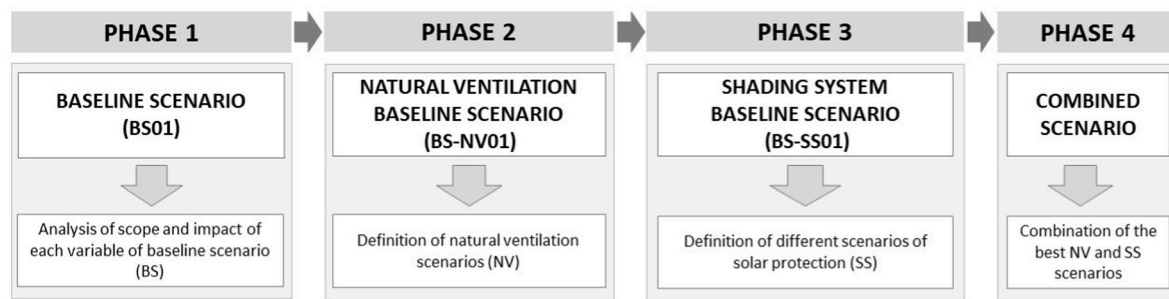 PHASE 1
PHASE 2
PHASE 3
PHASE 4
BASELINE SCENARIO
(BS01)
Analysis of scope and impact of
each variable of baseline scenario
(BS)
NATURAL VENTILATION
BASELINE SCENARIO
(BS-NV01)
Definition of natural ventilation
scenarios (NV)
SHADING SYSTEM
BASELINE SCENARIO
(BS-SS01)
Definition of different scenarios of
solar protection (SS)
COMBINED
SCENARIO
Combination of the
best NV and SS
scenarios